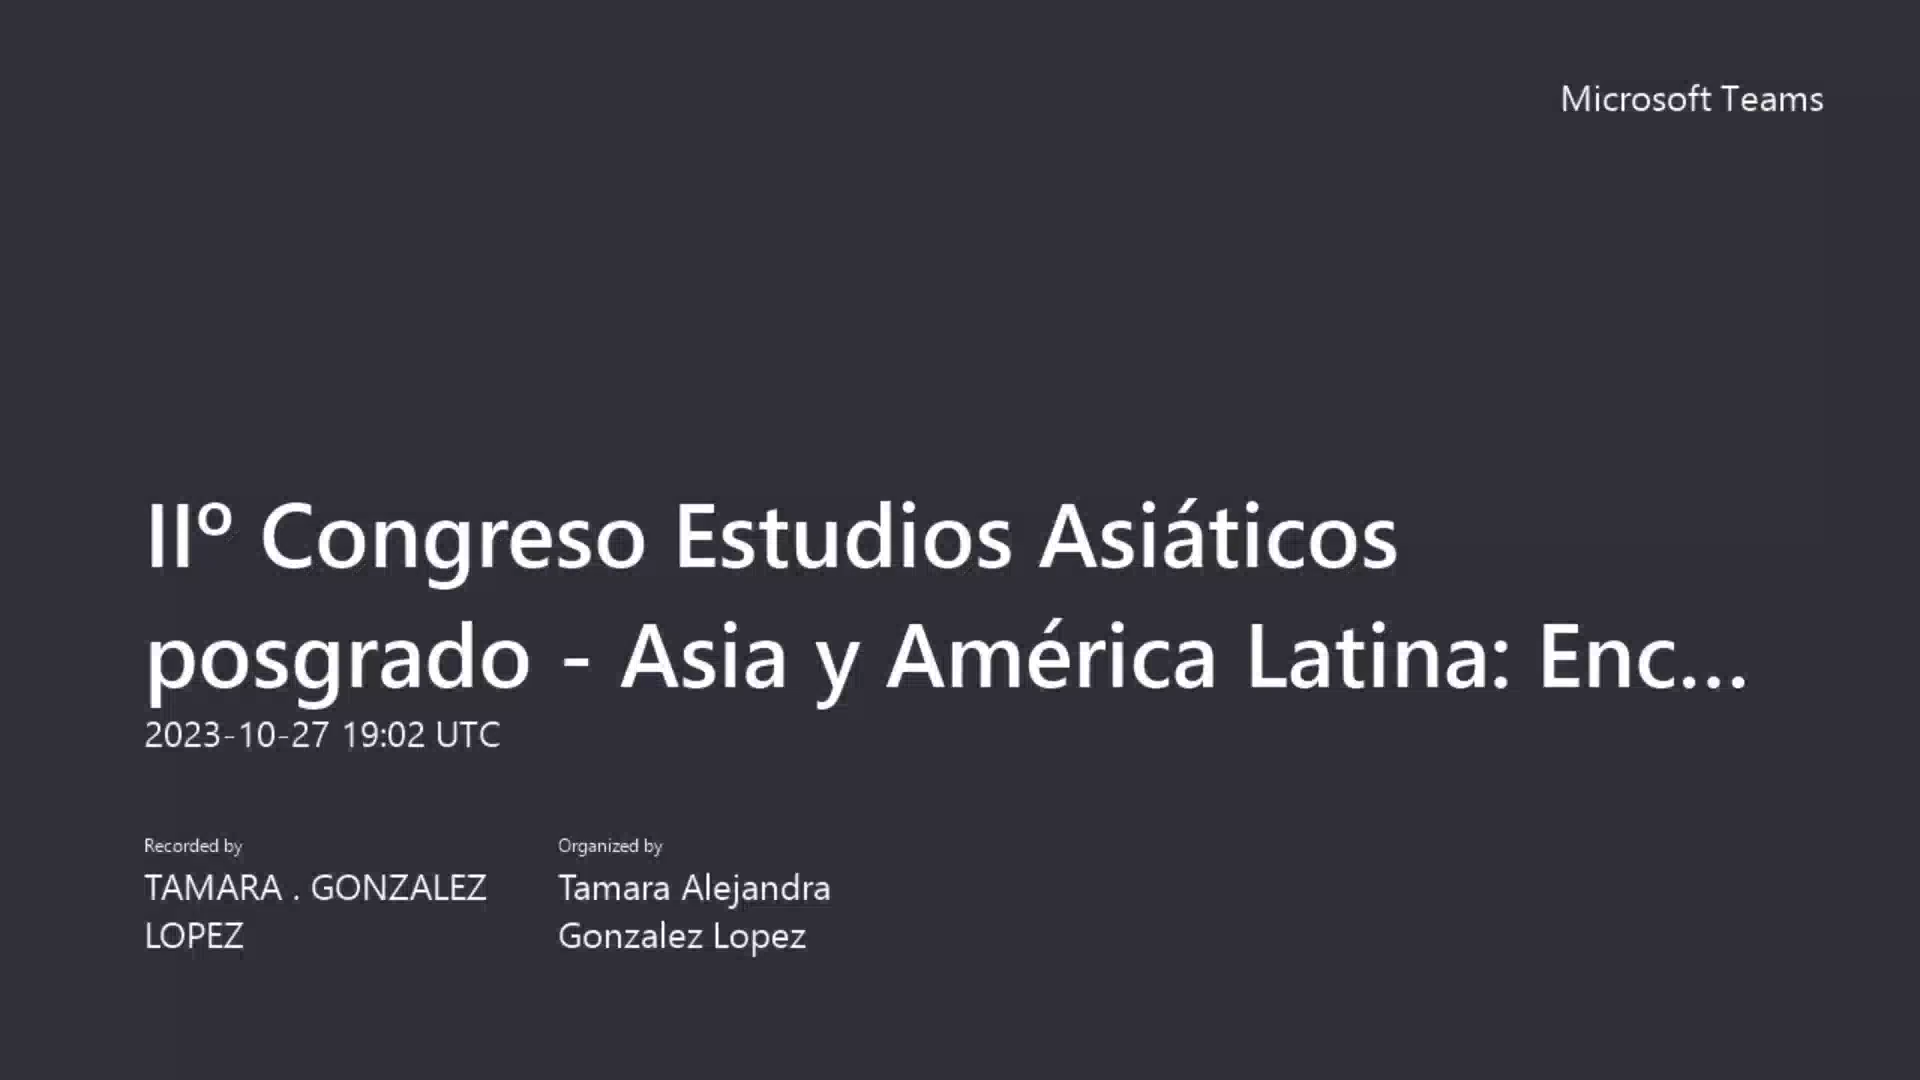 Microsoft Teams
IIº Congreso Estudios Asiáticos
posgrado - Asia y América Latina: Enc...
2023-10-27 19:02 UTC
Recorded by
TAMARA . GONZALEZ
LOPEZ
Organized by
Tamara Alejandra
Gonzalez Lopez